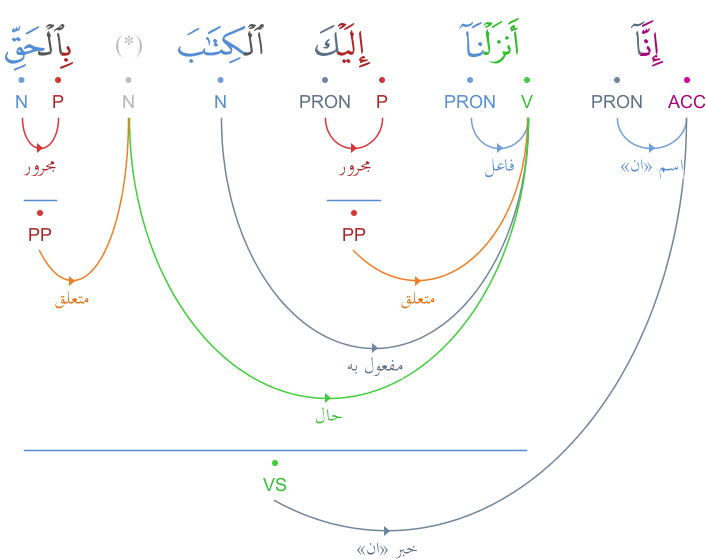 إِنَّآ أَنزَلْنَآ إِلَيْكَ ٱلْكِتَٰبَ (*) بِٱلْحَقِّ
ACC PRON V PRON P PRON N N P N
اسم «ان» فاعل مجرور مجرور
PP PP
متعلق متعلق
مفعول به
حال
VS
خبر «ان»